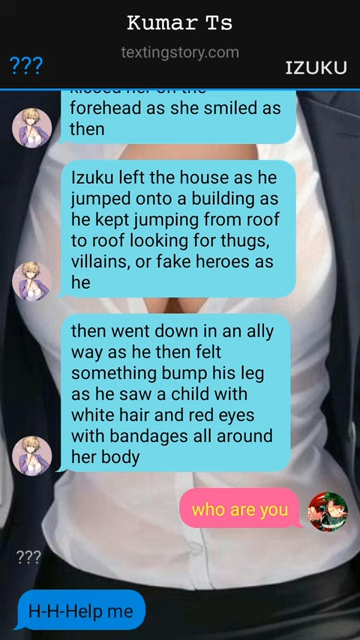 Kumar Ts
textingstory.com
???
IZUKU
kissed her on the
forehead as she smiled as
then
Izuku left the house as he
jumped onto a building as
he kept jumping from roof
to roof looking for thugs,
villains, or fake heroes as
he
then went down in an ally
way as he then felt
something bump his leg
as he saw a child with
white hair and red eyes
with bandages all around
her body
who are you
???
H-H-Help me